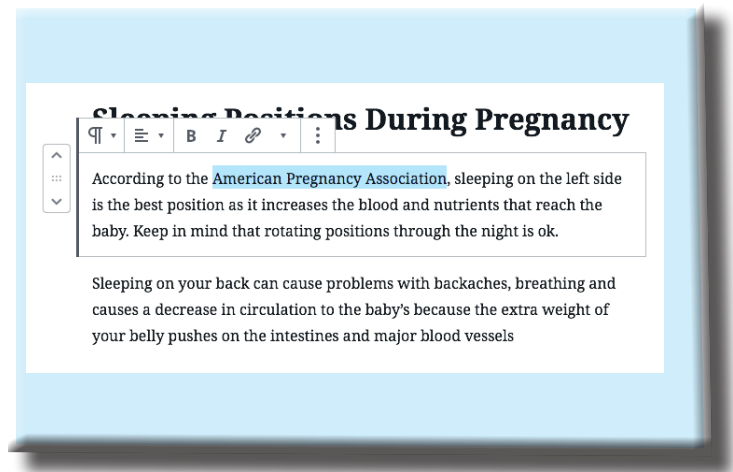 Sleeping Positions During Pregnancy
B I
According to the American Pregnancy Association, sleeping on the left side
is the best position as it increases the blood and nutrients that reach the
baby. Keep in mind that rotating positions through the night is ok.
Sleeping on your back can cause problems with backaches, breathing and
causes a decrease in circulation to the baby’s because the extra weight of
your belly pushes on the intestines and major blood vessels